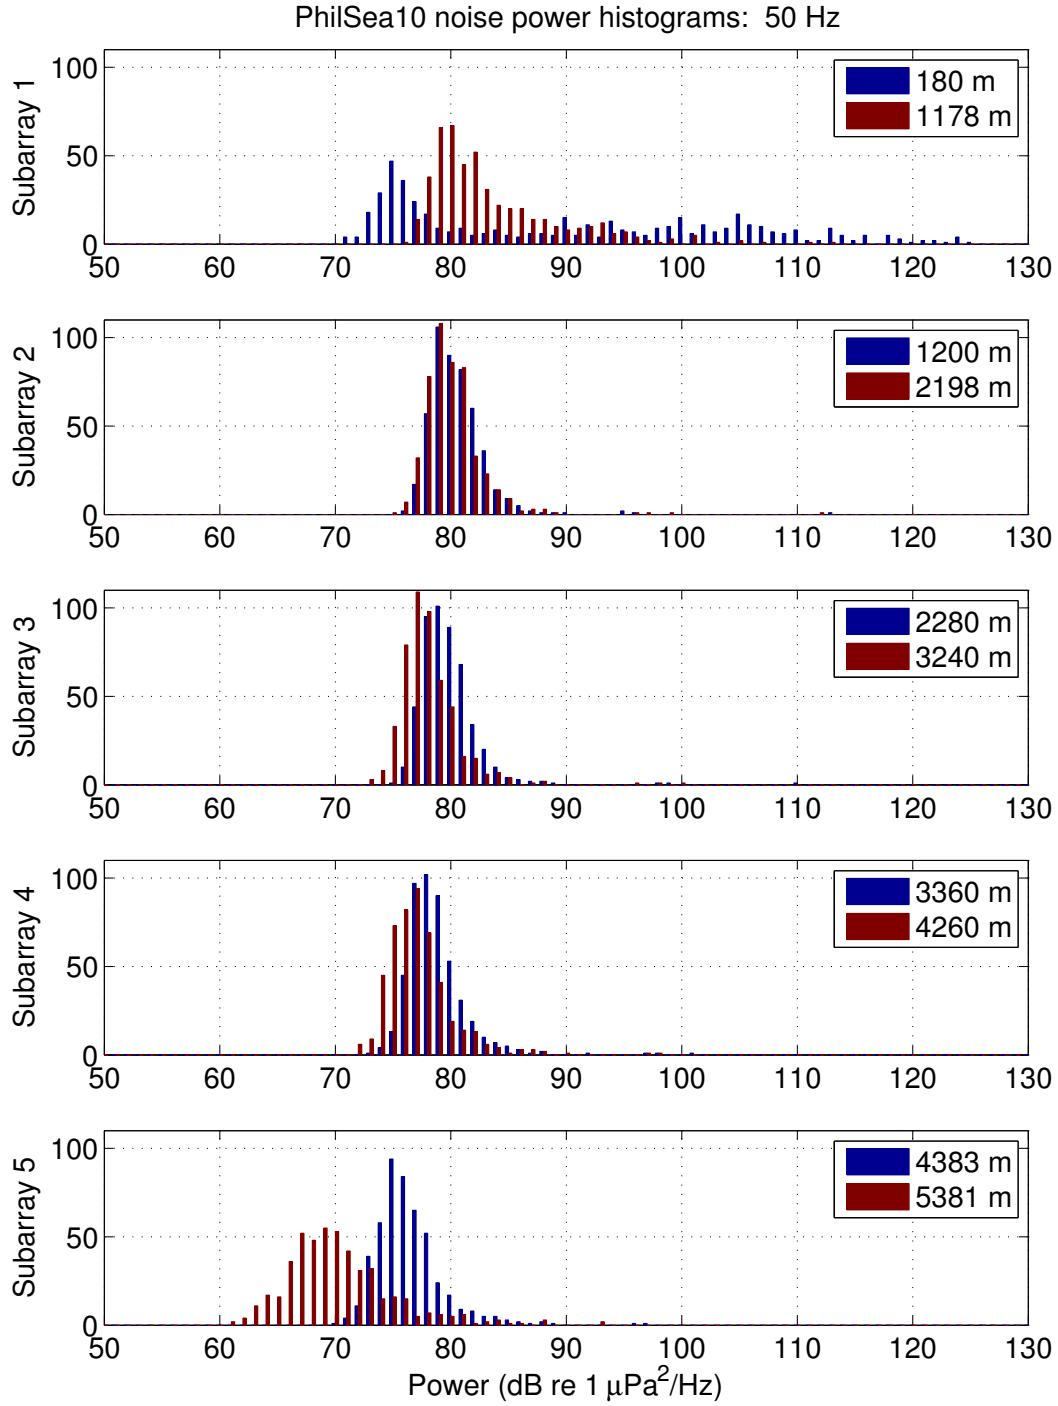 PhilSea10 noise power histograms: 50 Hz
Subarray 1
100
50
0
180 m
1178 m
50 60 70 80 90 100 110 120 130
Subarray 2
100
50
0
1200 m
2198 m
50 60 70 80 90 100 110 120 130
Subarray 3
100
50
0
2280 m
3240 m
50 60 70 80 90 100 110 120 130
Subarray 4
100
50
0
3360 m
4260 m
50 60 70 80 90 100 110 120 130
Subarray 5
100
50
0
4383 m
5381 m
50 60 70 80 90 100 110 120 130
Power (dB re 1 μPa²/Hz)